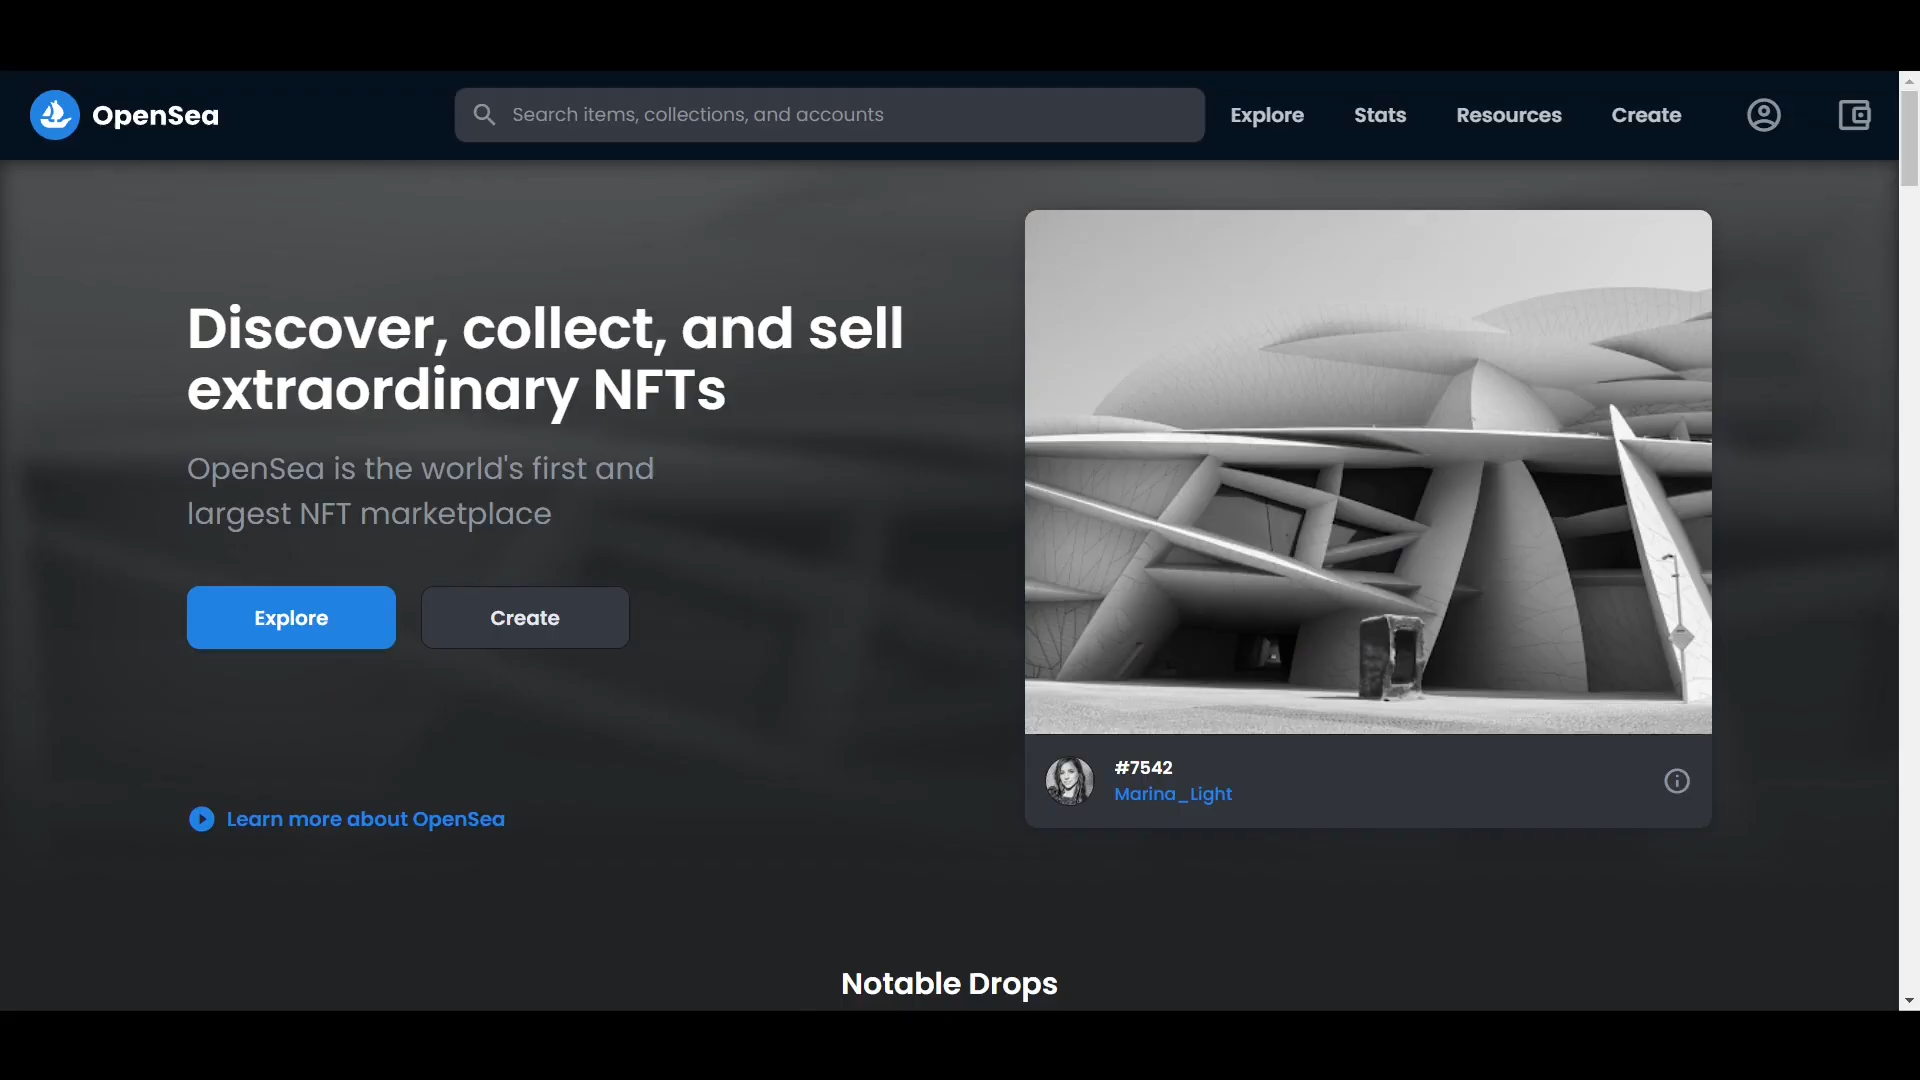 OpenSea
Search items, collections, and accounts
Explore
Stats
Resources
Create
Discover, collect, and sell
extraordinary NFTs
OpenSea is the world's first and
largest NFT marketplace
Explore
Create
Learn more about OpenSea
#7542
Marina_Light
Notable Drops